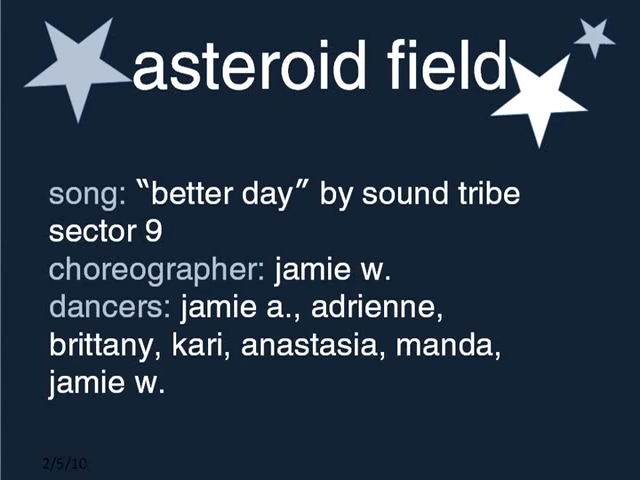 asteroid field
song: "better day" by sound tribe
sector 9
choreographer: jamie w.
dancers: jamie a., adrienne,
brittany, kari, anastasia, manda,
jamie w.
2/5/10